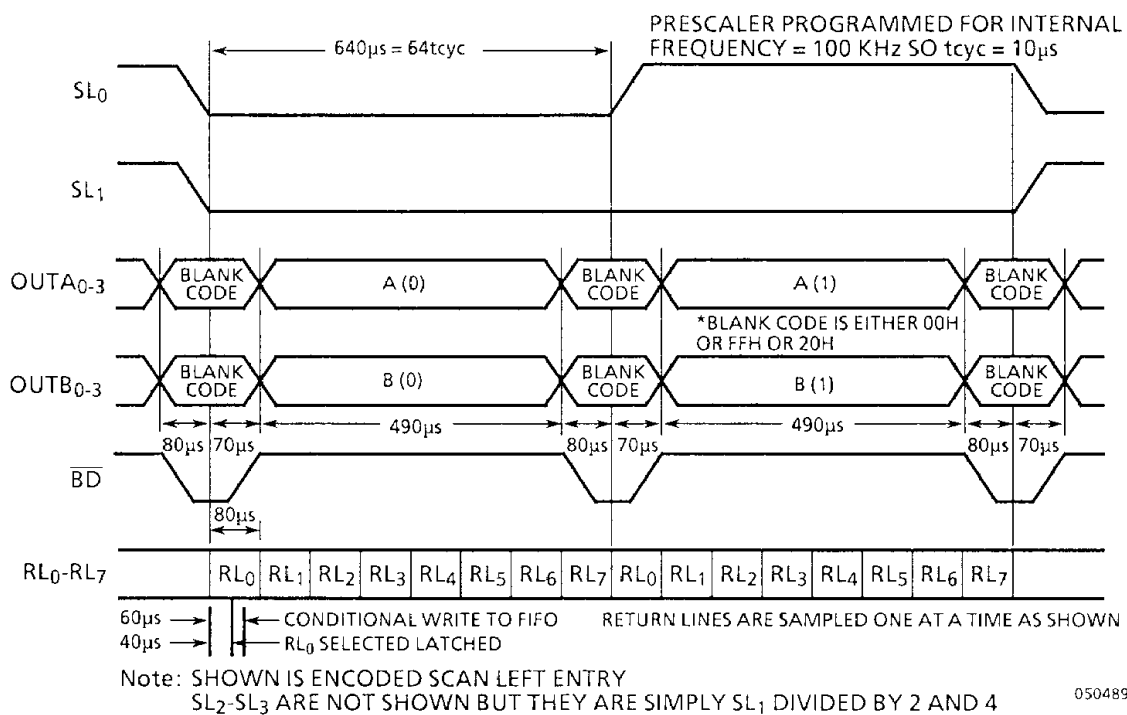 PRESCALER PROGRAMMED FOR INTERNAL
FREQUENCY = 100 KHz SO tcyc = 10µs
640µs = 64tcyc
SL0
SL1
OUTA0-3
BLANK CODE
A (0)
BLANK CODE
A (1)
BLANK CODE
*BLANK CODE IS EITHER 00H
OR FFH OR 20H
OUTB0-3
BLANK CODE
B (0)
BLANK CODE
B (1)
BLANK CODE
80µs 70µs 490µs 80µs 70µs 490µs 80µs 70µs
BD
80µs
RL0-RL7
RL0 RL1 RL2 RL3 RL4 RL5 RL6 RL7 RL0 RL1 RL2 RL3 RL4 RL5 RL6 RL7
60µs CONDITIONAL WRITE TO FIFO RETURN LINES ARE SAMPLED ONE AT A TIME AS SHOWN
40µs RL0 SELECTED LATCHED
Note: SHOWN IS ENCODED SCAN LEFT ENTRY
SL2-SL3 ARE NOT SHOWN BUT THEY ARE SIMPLY SL1 DIVIDED BY 2 AND 4
050489